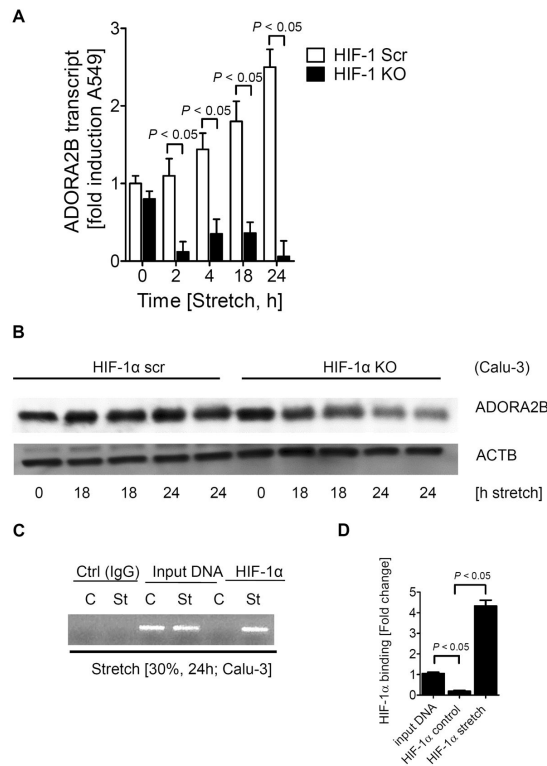 A
ADORA2B transcript
[fold induction A549]
3
2
1
0
P < 0.05
P < 0.05
P < 0.05
P < 0.05
HIF-1 Scr
HIF-1 KO
0 2 4 18 24
Time [Stretch, h]
B
HIF-1α scr HIF-1α KO (Calu-3)
ADORA2B
ACTB
0 18 18 24 24 0 18 18 24 24 [h stretch]
C
Ctrl (IgG) Input DNA HIF-1α
C St C St C St
Stretch [30%, 24h; Calu-3]
D
HIF-1α binding [Fold change]
5
4
3
2
1
0
P < 0.05
P < 0.05
input DNA
HIF-1α control
HIF-1α stretch